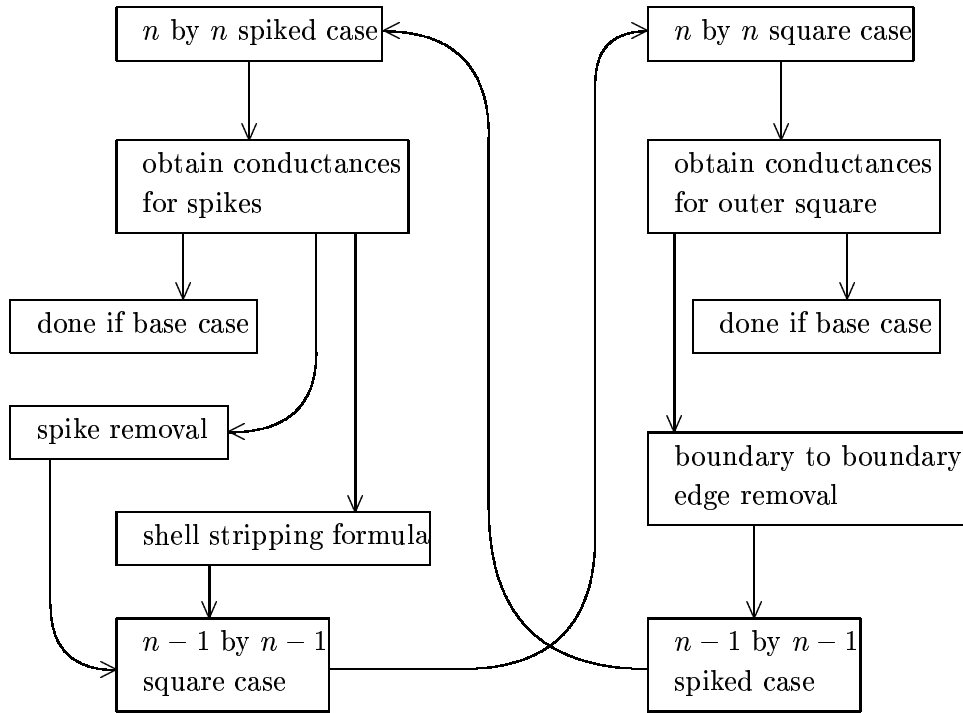 n by n spiked case
obtain conductances
for spikes
done if base case
spike removal
shell stripping formula
n − 1 by n − 1
square case
n by n square case
obtain conductances
for outer square
done if base case
boundary to boundary
edge removal
n − 1 by n − 1
spiked case